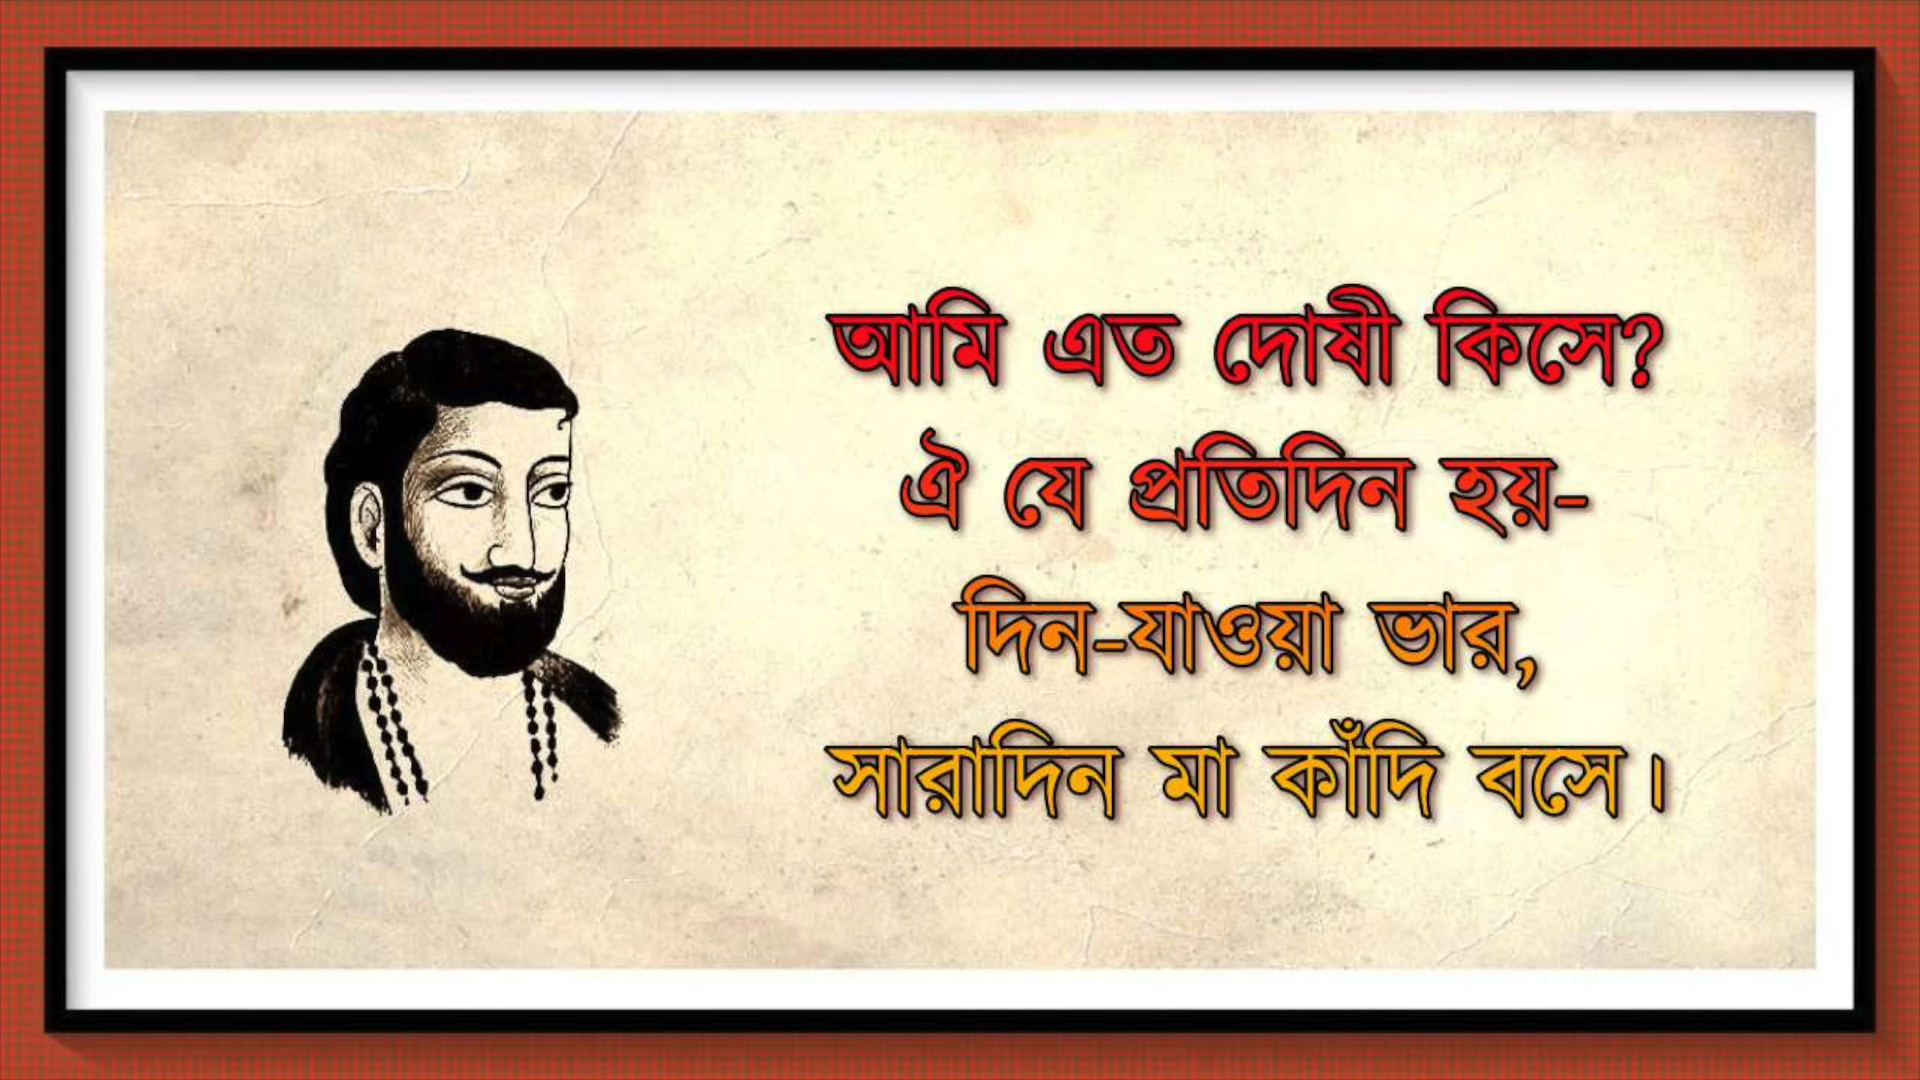 আমি এত দোষী কিসে?
ঐ যে প্রতিদিন হয়-
দিন-যাওয়া ভার,
সারাদিন মা কাঁদি বসে।